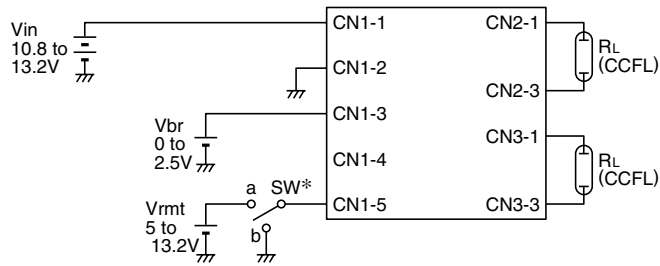 Vin
10.8 to
13.2V
CN1-1
CN1-2
Vbr
0 to
2.5V
CN1-3
CN1-4
Vrmt
5 to
13.2V
a
SW*
b
CN1-5
CN2-1
CN2-3
RL
(CCFL)
CN3-1
CN3-3
RL
(CCFL)